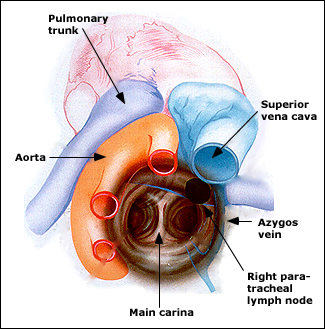 Pulmonary
trunk
Superior
vena cava
Aorta
Azygos
vein
Right para-
tracheal
lymph node
Main carina